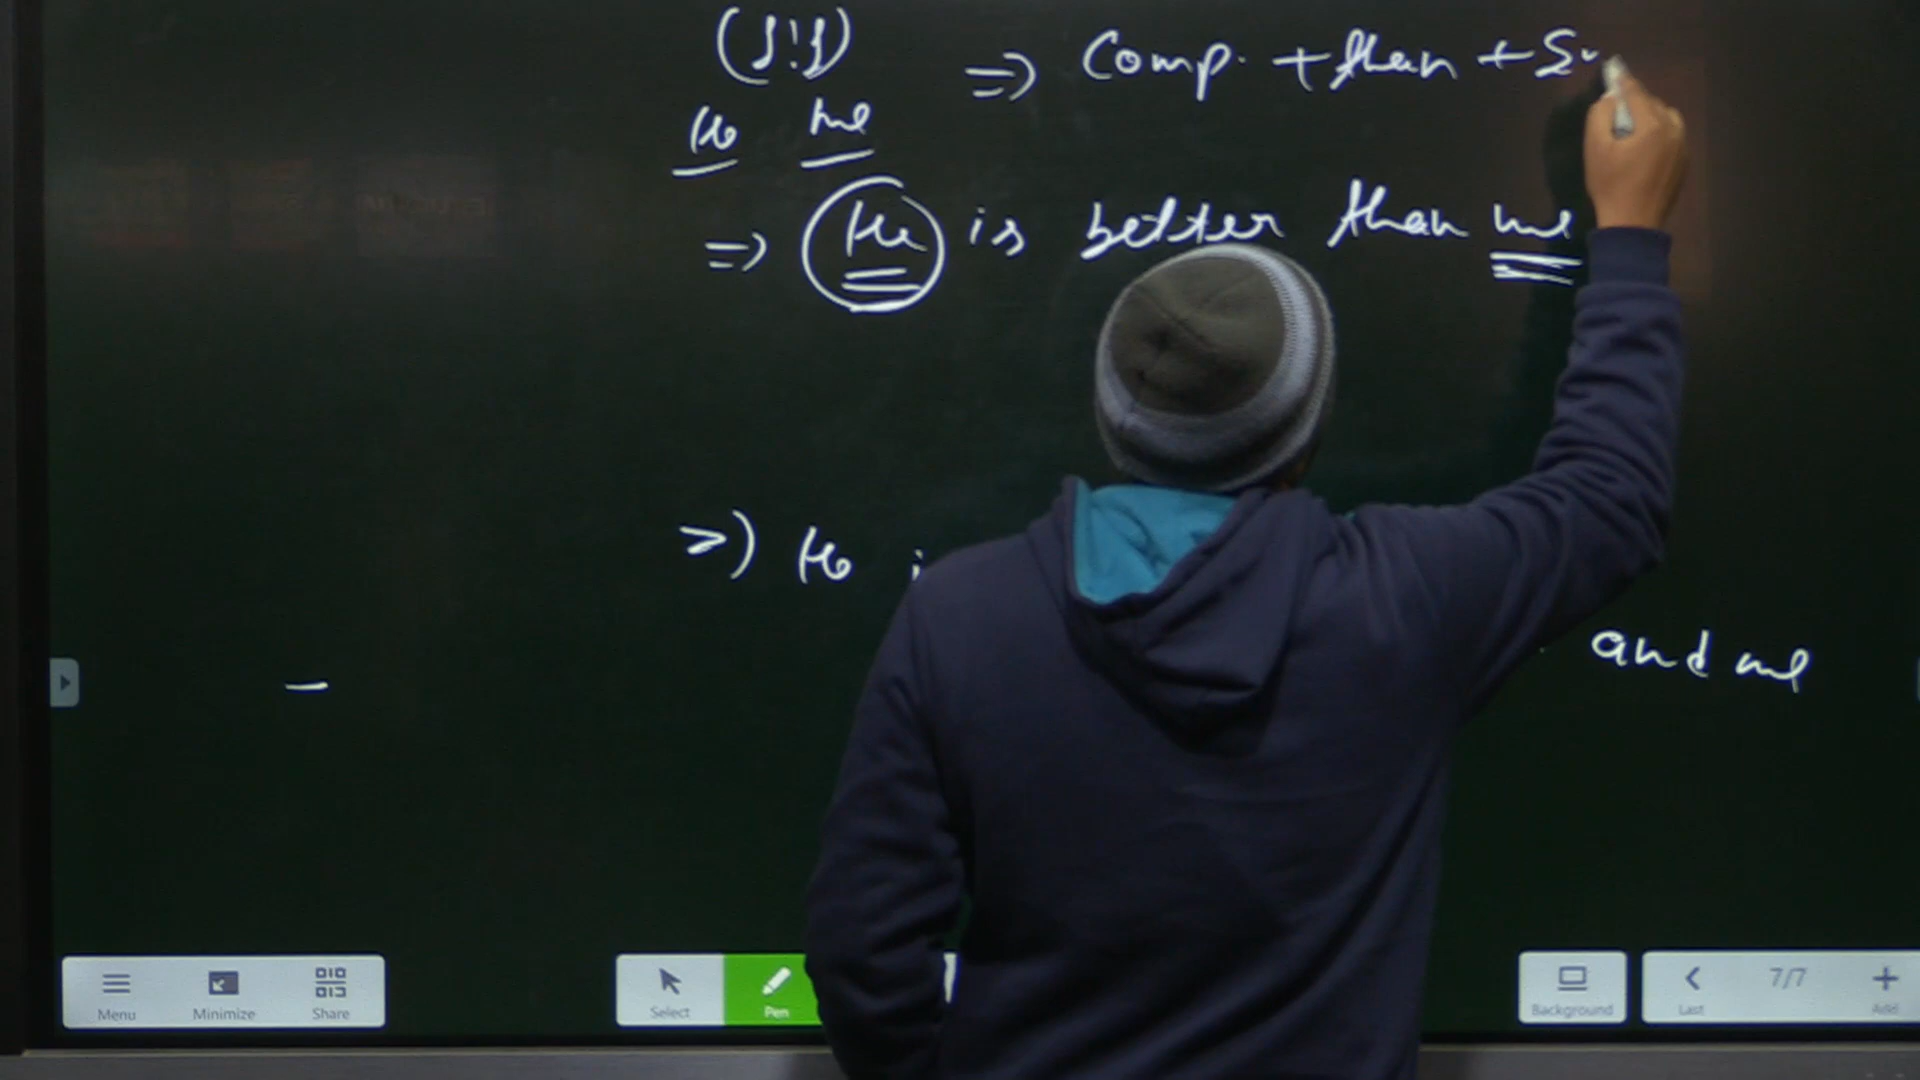 => Comp. + than + Su
He me
=> He is better than me
=> He i
and me
Menu Minimize Share Select Pen Background Last 7/7 Add